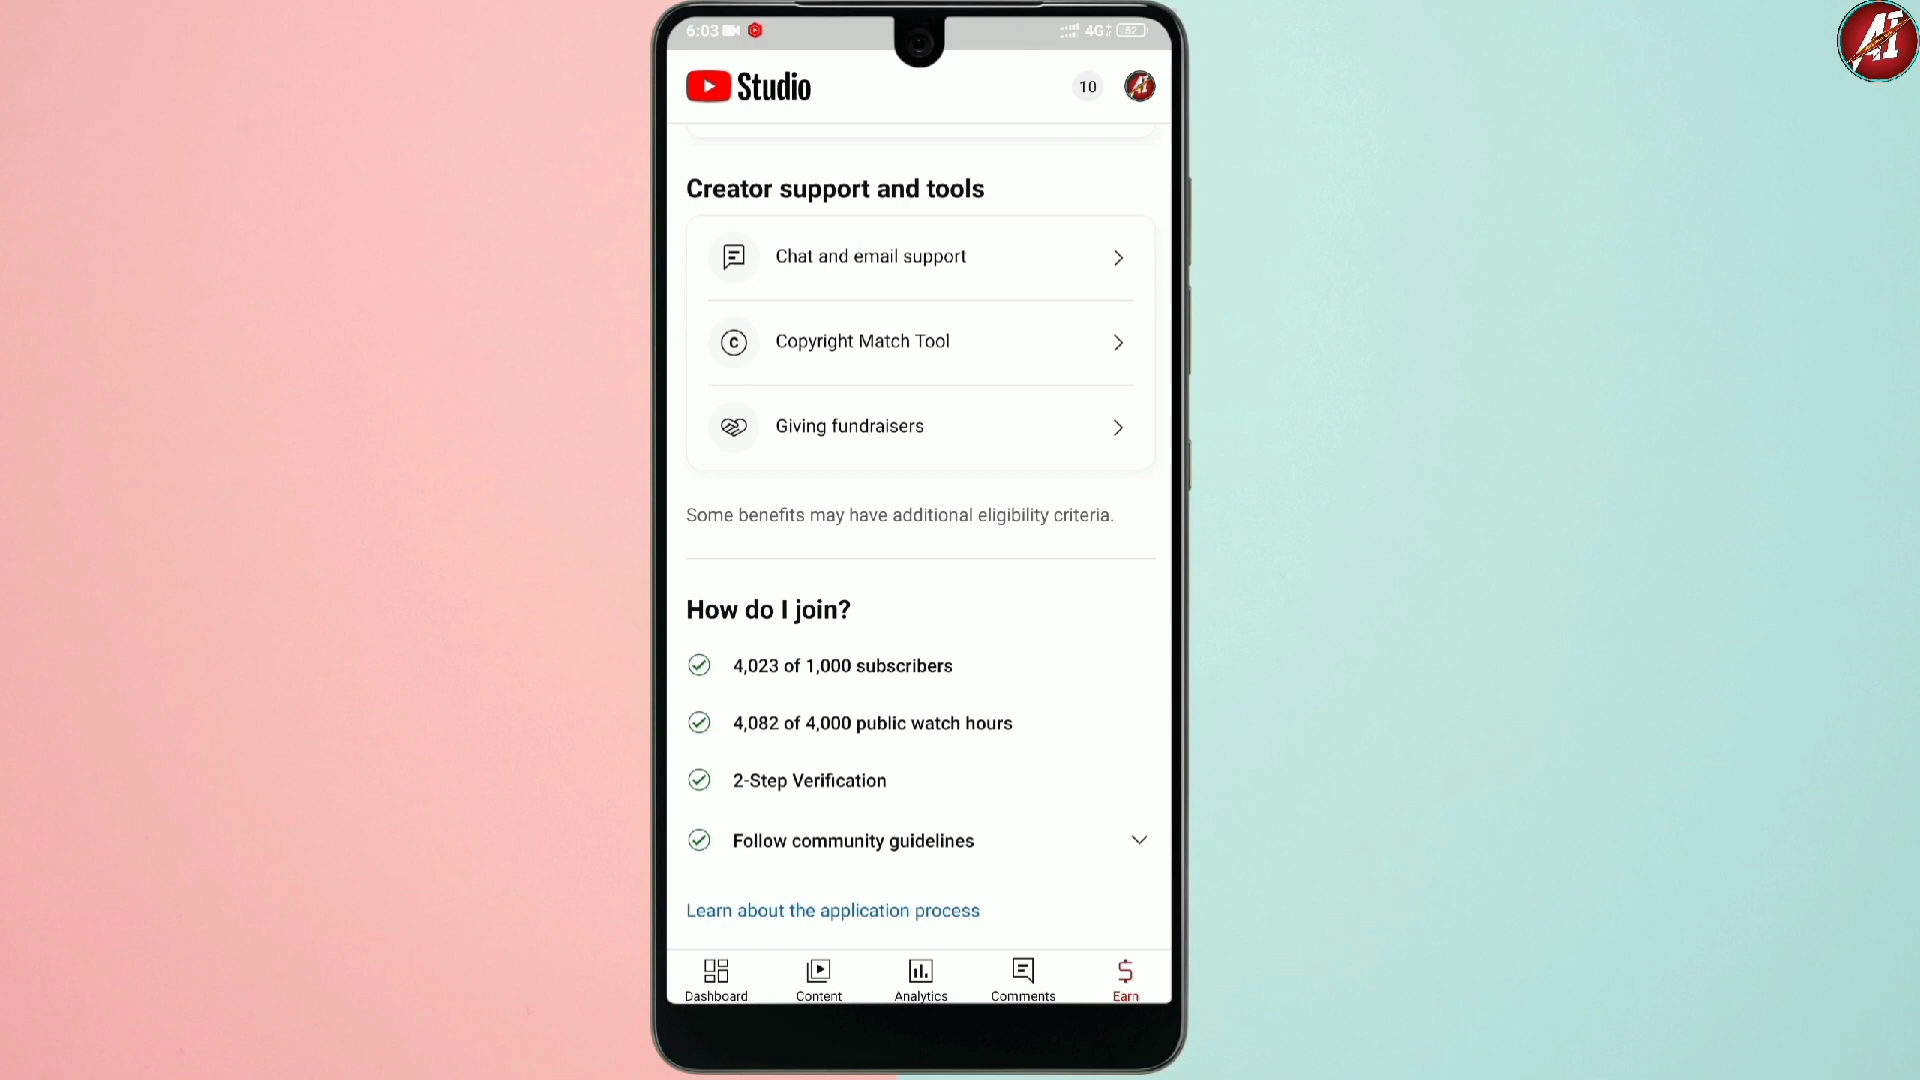 6:03 4G 52
Studio 10
Creator support and tools
Chat and email support
Copyright Match Tool
Giving fundraisers
Some benefits may have additional eligibility criteria.
How do I join?
4,023 of 1,000 subscribers
4,082 of 4,000 public watch hours
2-Step Verification
Follow community guidelines
Learn about the application process
Dashboard Content Analytics Comments Earn
AI